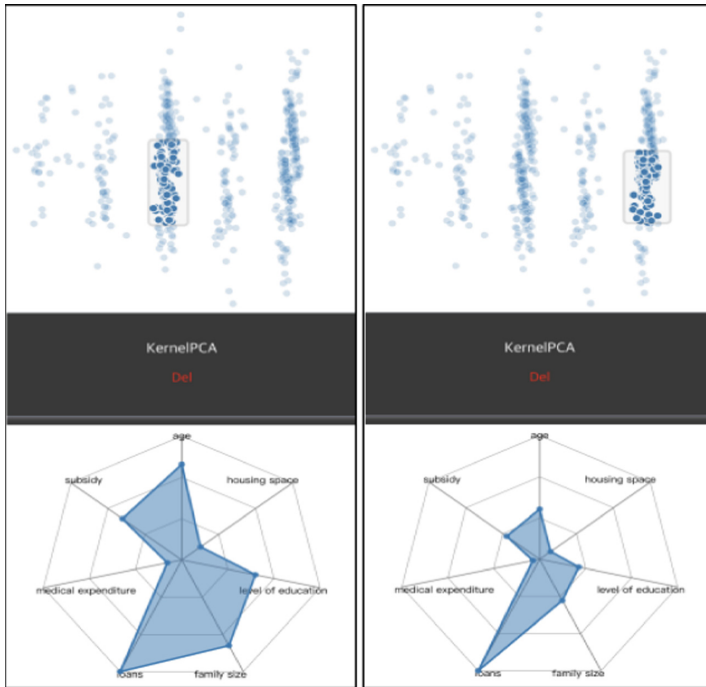 KernelPCA
Del
age
subsidy
housing space
medical expenditure
level of education
loans
family size
KernelPCA
Del
age
subsidy
housing space
medical expenditure
level of education
loans
family size